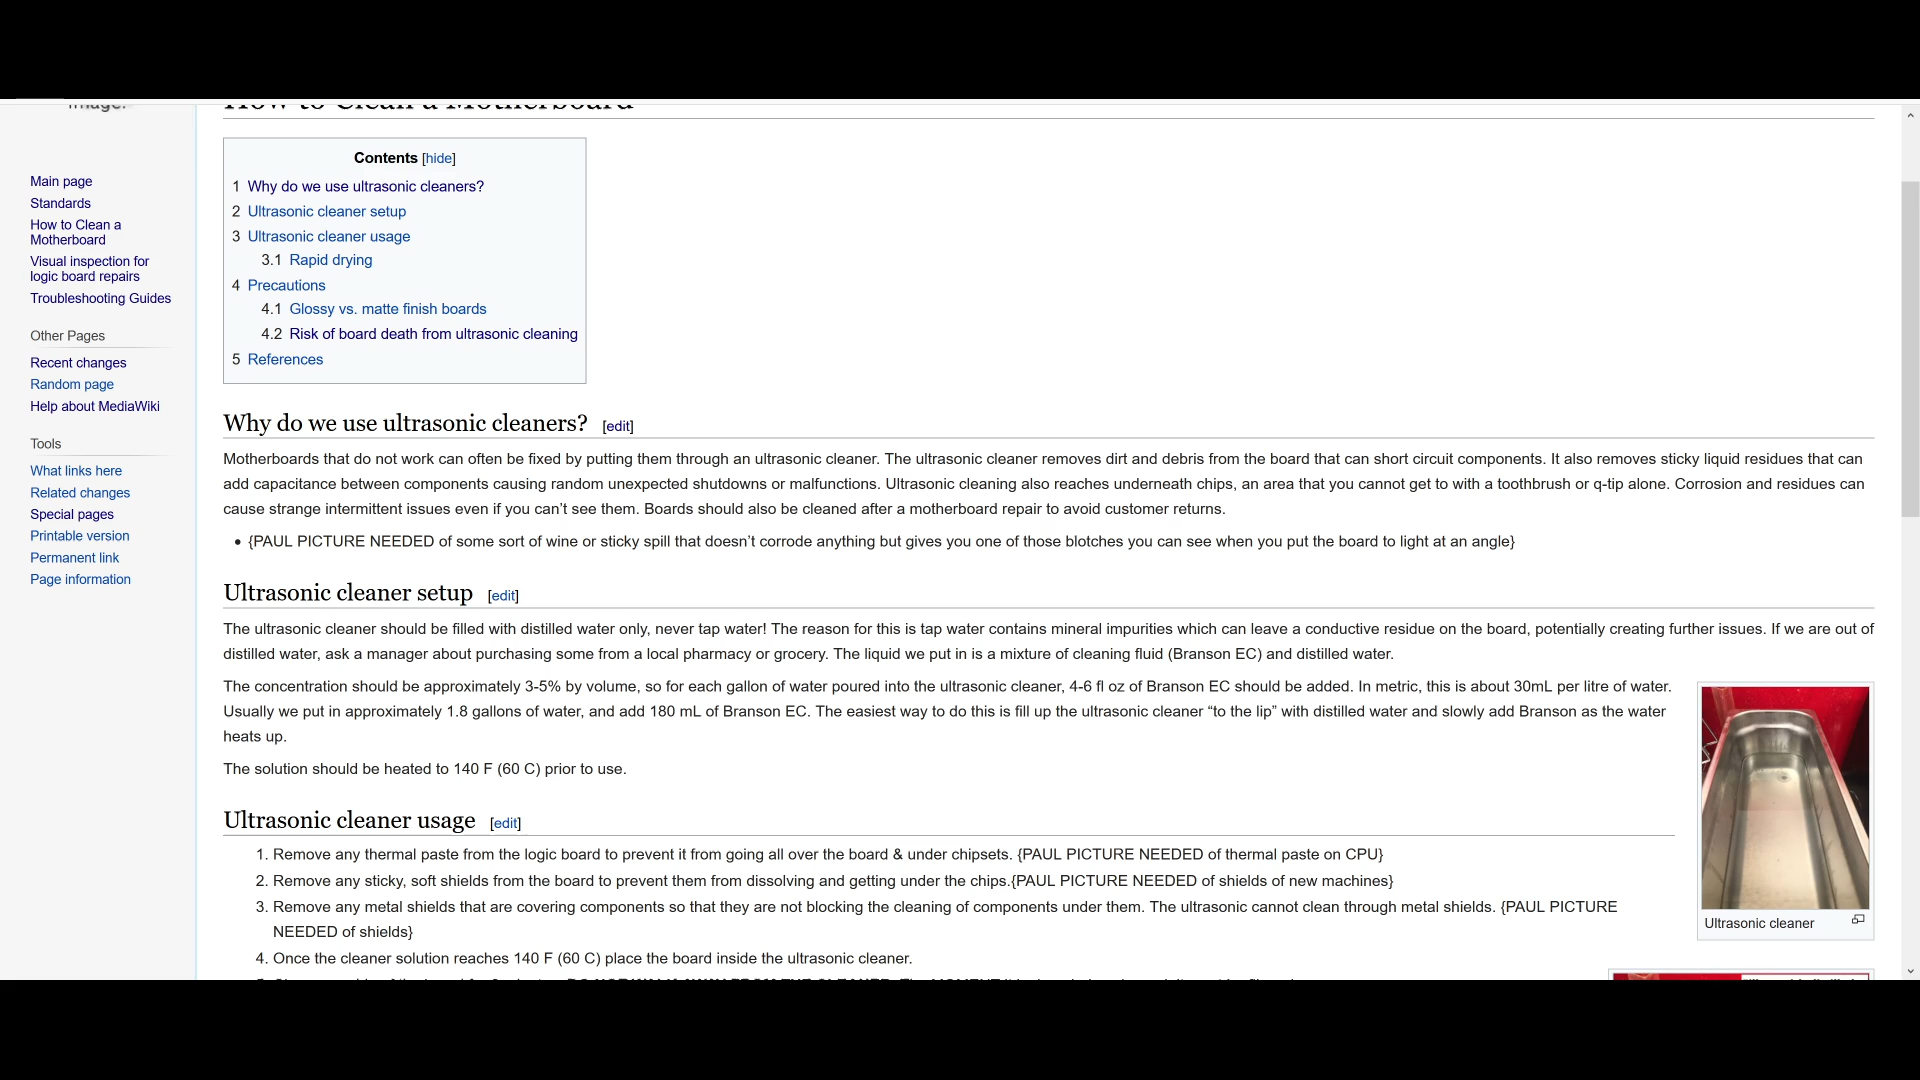 How to Clean a Motherboard
image.
Contents [hide]
1 Why do we use ultrasonic cleaners?
2 Ultrasonic cleaner setup
3 Ultrasonic cleaner usage
3.1 Rapid drying
4 Precautions
4.1 Glossy vs. matte finish boards
4.2 Risk of board death from ultrasonic cleaning
5 References
Main page
Standards
How to Clean a
Motherboard
Visual inspection for
logic board repairs
Troubleshooting Guides
Other Pages
Recent changes
Random page
Help about MediaWiki
Tools
What links here
Related changes
Special pages
Printable version
Permanent link
Page information
Why do we use ultrasonic cleaners? [edit]
Motherboards that do not work can often be fixed by putting them through an ultrasonic cleaner. The ultrasonic cleaner removes dirt and debris from the board that can short circuit components. It also removes sticky liquid residues that can
add capacitance between components causing random unexpected shutdowns or malfunctions. Ultrasonic cleaning also reaches underneath chips, an area that you cannot get to with a toothbrush or q-tip alone. Corrosion and residues can
cause strange intermittent issues even if you can’t see them. Boards should also be cleaned after a motherboard repair to avoid customer returns.
• {PAUL PICTURE NEEDED of some sort of wine or sticky spill that doesn’t corrode anything but gives you one of those blotches you can see when you put the board to light at an angle}
Ultrasonic cleaner setup [edit]
The ultrasonic cleaner should be filled with distilled water only, never tap water! The reason for this is tap water contains mineral impurities which can leave a conductive residue on the board, potentially creating further issues. If we are out of
distilled water, ask a manager about purchasing some from a local pharmacy or grocery. The liquid we put in is a mixture of cleaning fluid (Branson EC) and distilled water.
The concentration should be approximately 3-5% by volume, so for each gallon of water poured into the ultrasonic cleaner, 4-6 fl oz of Branson EC should be added. In metric, this is about 30mL per litre of water.
Usually we put in approximately 1.8 gallons of water, and add 180 mL of Branson EC. The easiest way to do this is fill up the ultrasonic cleaner “to the lip” with distilled water and slowly add Branson as the water
heats up.
The solution should be heated to 140 F (60 C) prior to use.
Ultrasonic cleaner
Ultrasonic cleaner usage [edit]
1. Remove any thermal paste from the logic board to prevent it from going all over the board & under chipsets. {PAUL PICTURE NEEDED of thermal paste on CPU}
2. Remove any sticky, soft shields from the board to prevent them from dissolving and getting under the chips.{PAUL PICTURE NEEDED of shields of new machines}
3. Remove any metal shields that are covering components so that they are not blocking the cleaning of components under them. The ultrasonic cannot clean through metal shields. {PAUL PICTURE
NEEDED of shields}
4. Once the cleaner solution reaches 140 F (60 C) place the board inside the ultrasonic cleaner.